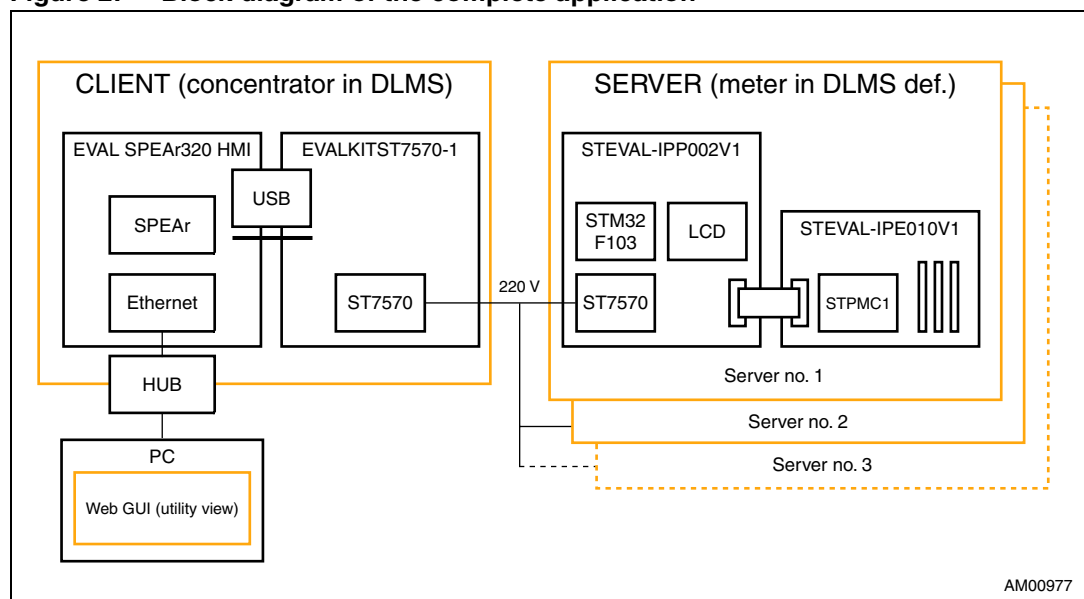 Figure 2. Block diagram of the complete application
CLIENT (concentrator in DLMS)
EVAL SPEAr320 HMI
EVALKITST7570-1
USB
SPEAr
Ethernet
ST7570
HUB
PC
Web GUI (utility view)
220 V
SERVER (meter in DLMS def.)
STEVAL-IPP002V1
STM32
F103
LCD
ST7570
STEVAL-IPE010V1
STPMC1
Server no. 1
Server no. 2
Server no. 3
AM00977